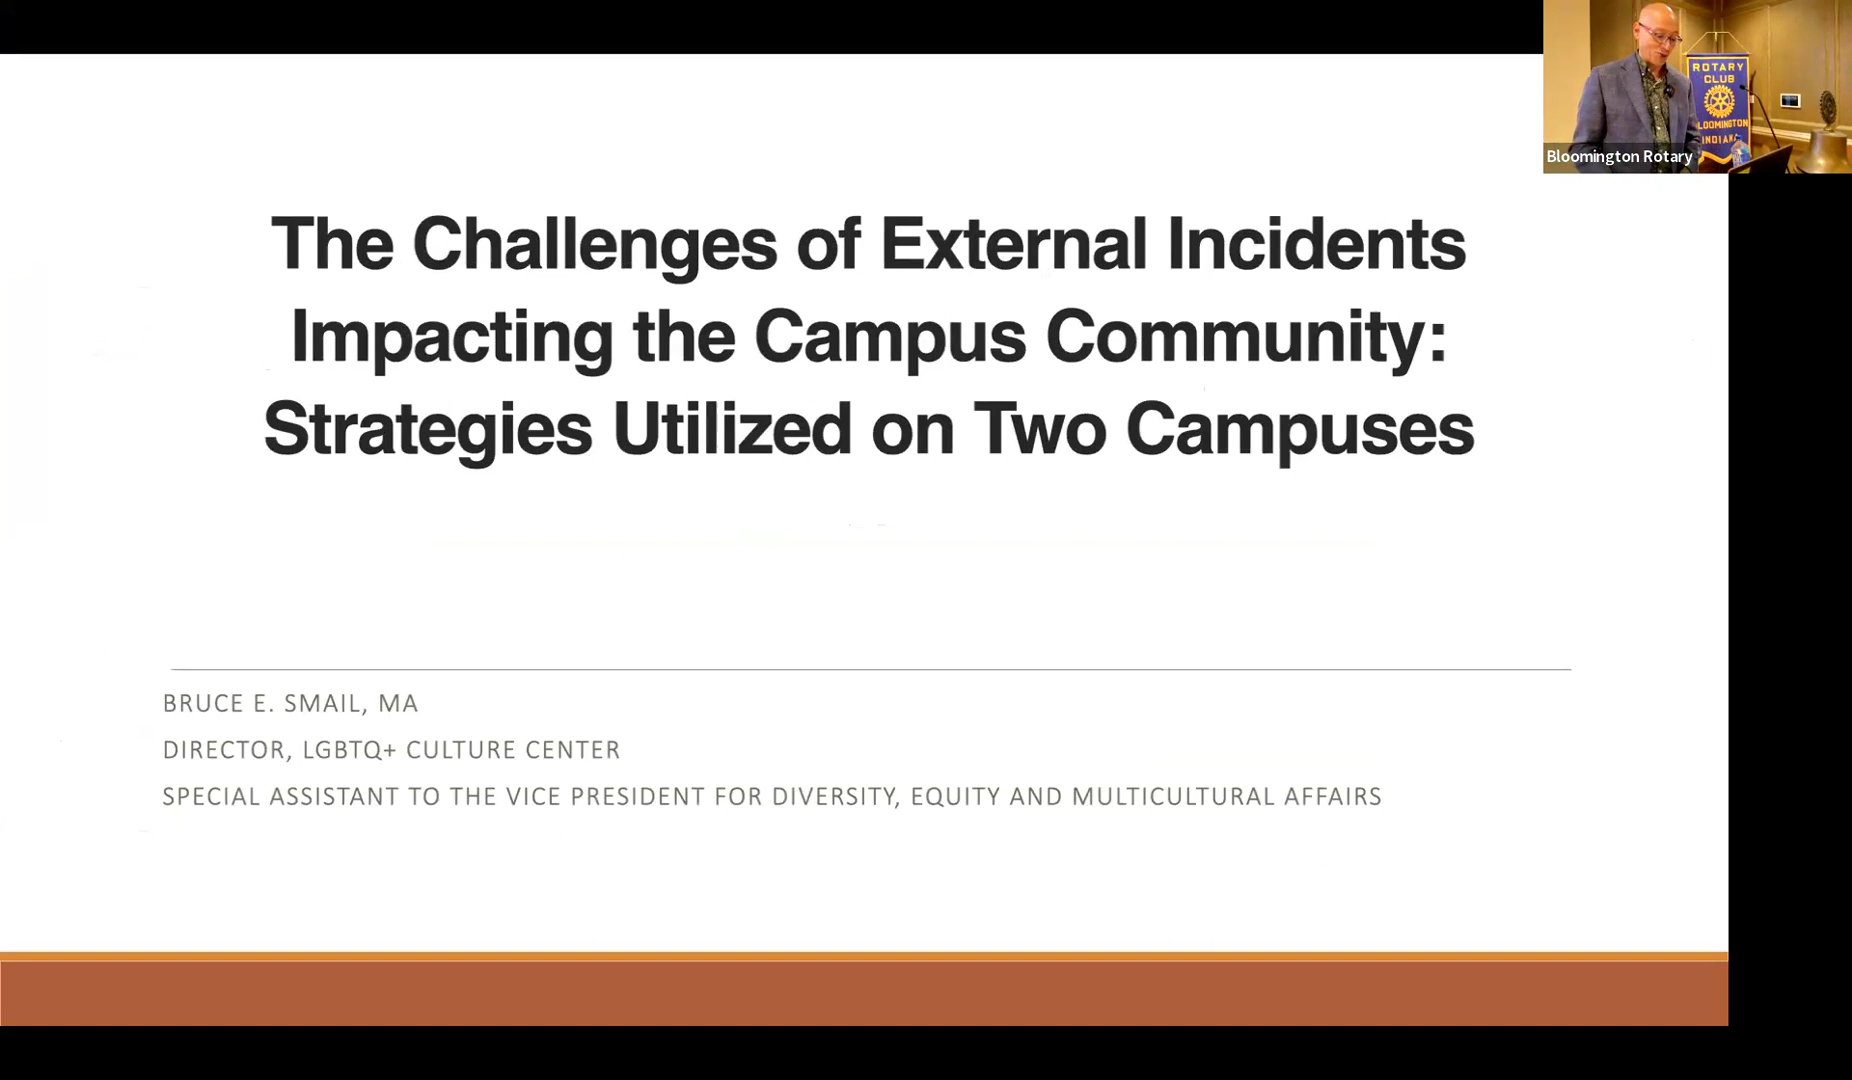 The Challenges of External Incidents
Impacting the Campus Community:
Strategies Utilized on Two Campuses
BRUCE E. SMAIL, MA
DIRECTOR, LGBTQ+ CULTURE CENTER
SPECIAL ASSISTANT TO THE VICE PRESIDENT FOR DIVERSITY, EQUITY AND MULTICULTURAL AFFAIRS
ROTARY
CLUB
LOOMINGTON
INDIANA
Bloomington Rotary